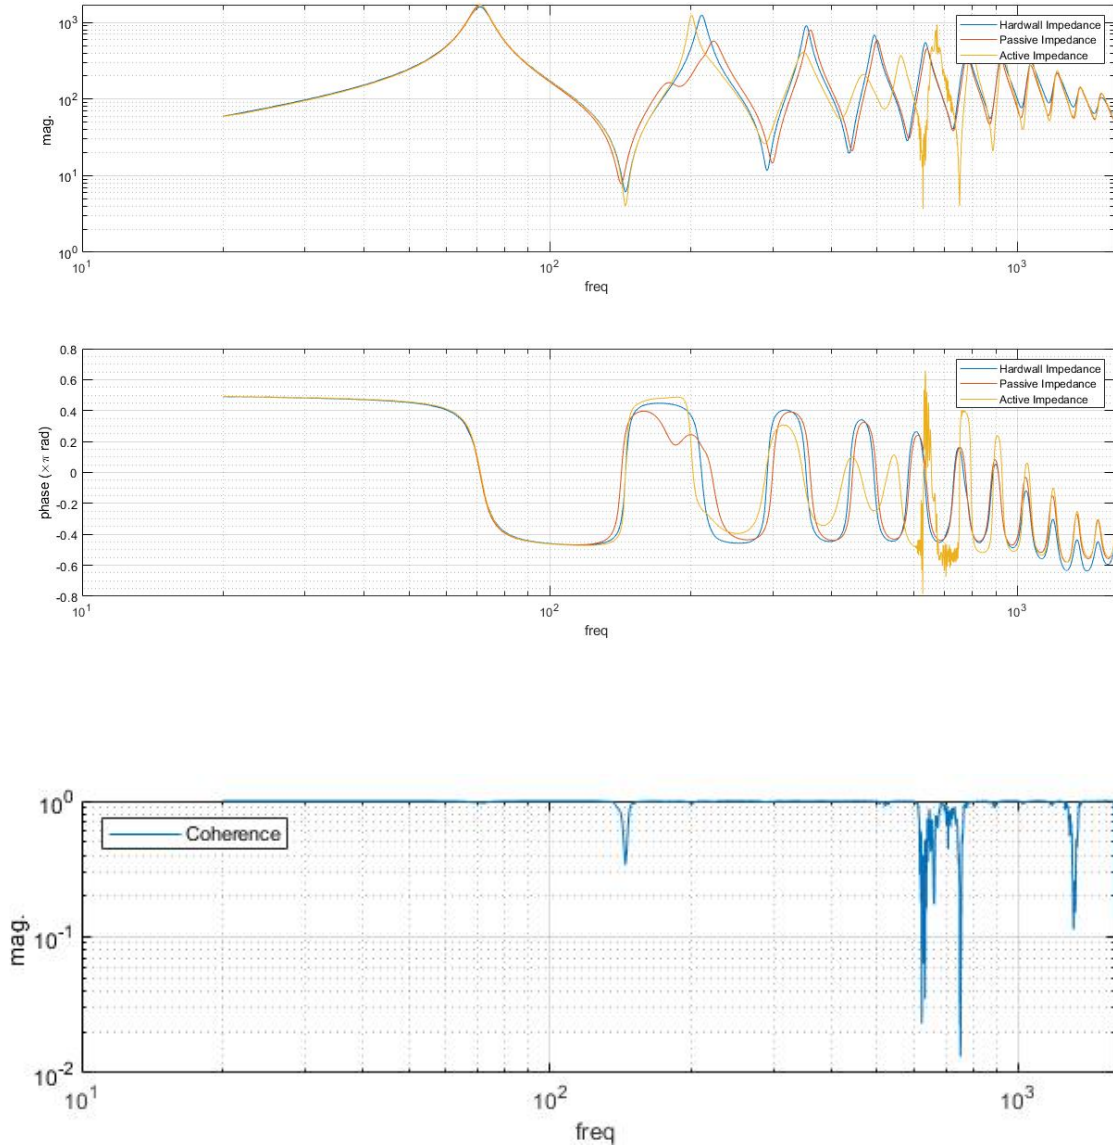 10³
10²
10¹
10⁰
mag.
10¹
10²
10³
freq
Hardwall Impedance
Passive Impedance
Active Impedance
0.8
0.6
0.4
0.2
0
-0.2
-0.4
-0.6
-0.8
phase (×π rad)
10¹
10²
10³
freq
Hardwall Impedance
Passive Impedance
Active Impedance
10⁰
10⁻¹
10⁻²
mag.
Coherence
10¹
10²
10³
freq